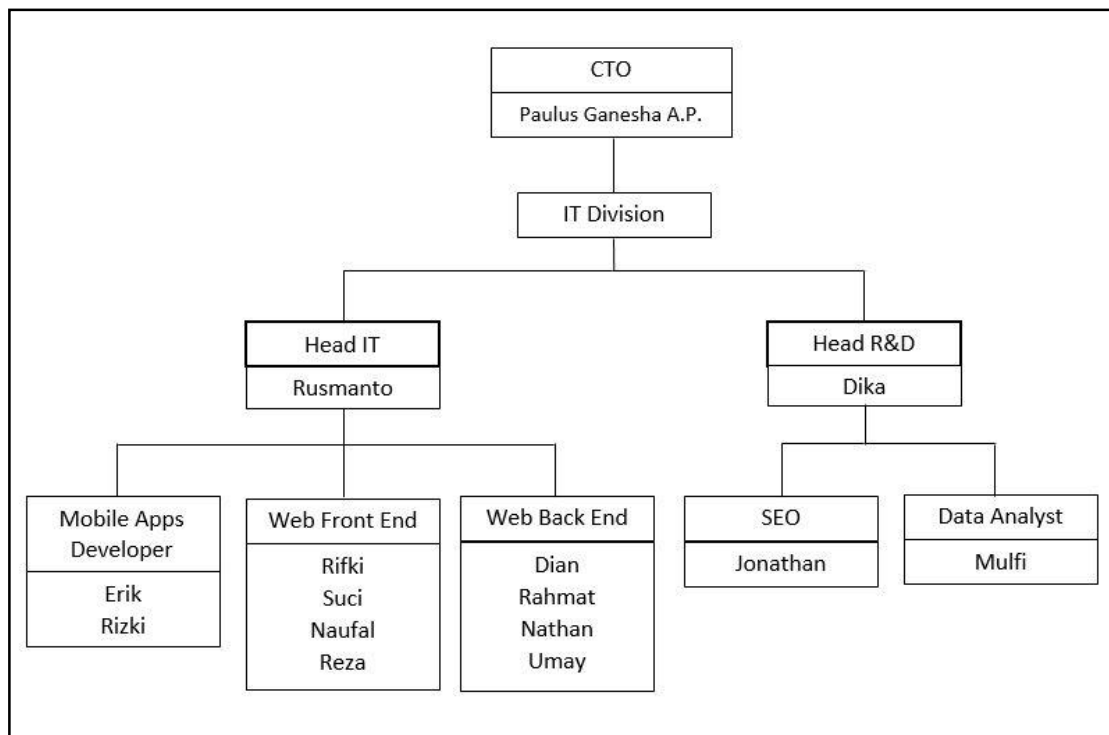 CTO
Paulus Ganesha A.P.
IT Division
Head IT
Rusmanto
Head R&D
Dika
Mobile Apps
Developer
Erik
Rizki
Web Front End
Rifki
Suci
Naufal
Reza
Web Back End
Dian
Rahmat
Nathan
Umay
SEO
Jonathan
Data Analyst
Mulfi